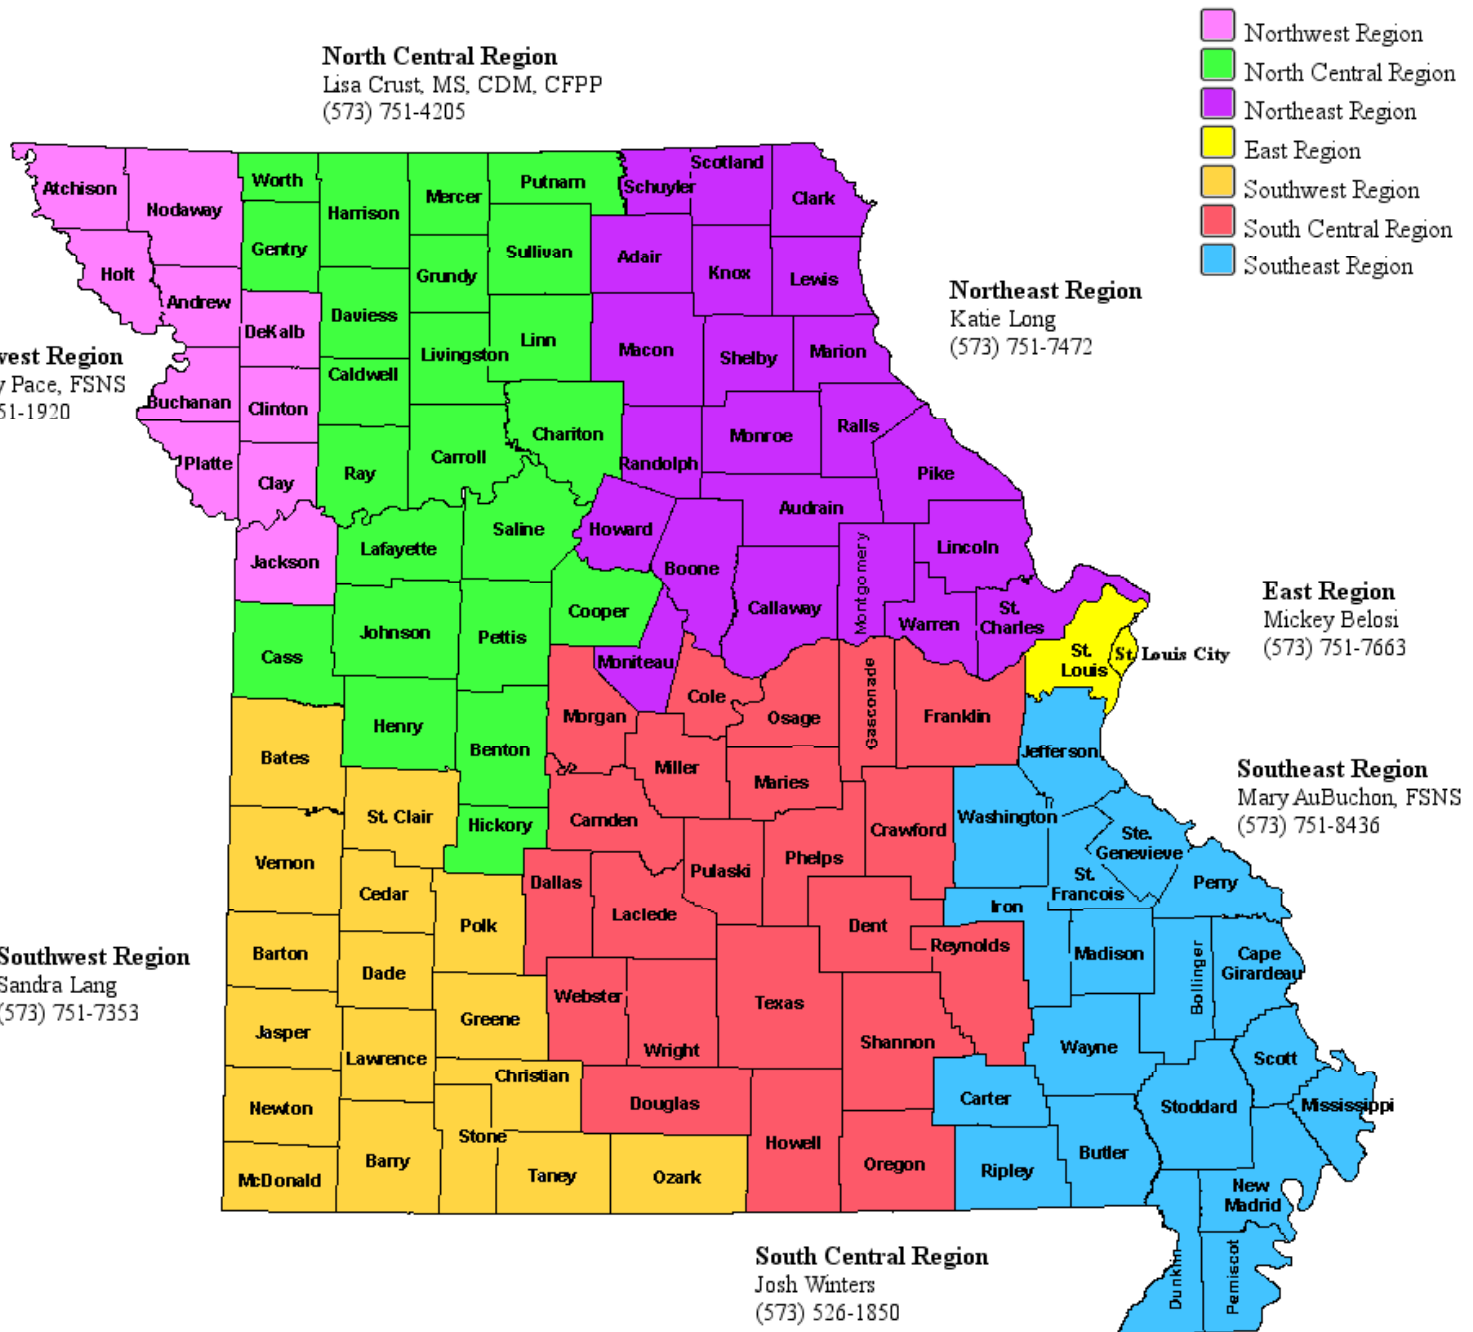 Northwest Region
North Central Region
Northeast Region
East Region
Southwest Region
South Central Region
Southeast Region
North Central Region
Lisa Crust, MS, CDM, CFPP
(573) 751-4205
Northeast Region
Katie Long
(573) 751-7472
west Region
y Pace, FSNS
51-1920
East Region
Mickey Belosi
(573) 751-7663
Southeast Region
Mary AuBuchon, FSNS
(573) 751-8436
Southwest Region
Sandra Lang
(573) 751-7353
South Central Region
Josh Winters
(573) 526-1850
Atchison
Nodaway
Worth
Harrison
Mercer
Putnam
Schuyler
Scotland
Clark
Holt
Andrew
Gentry
DeKalb
Daviess
Grundy
Sullivan
Adair
Knox
Lewis
Buchanan
Clinton
Caldwell
Livingston
Linn
Macon
Shelby
Marion
Platte
Clay
Ray
Carroll
Chariton
Randolph
Monroe
Ralls
Pike
Audrain
Jackson
Lafayette
Saline
Howard
Boone
Callaway
Montgomery
Lincoln
Warren
St.
Charles
St.
Louis
St. Louis City
Cass
Johnson
Pettis
Cooper
Moniteau
Cole
Osage
Gasconade
Franklin
Jefferson
Bates
Henry
Benton
Morgan
Miller
Maries
St. Clair
Hickory
Camden
Pulaski
Phelps
Crawford
Washington
Ste.
Genevieve
St.
Francois
Perry
Vernon
Cedar
Polk
Dallas
Laclede
Dent
Iron
Reynolds
Madison
Bollinger
Cape
Girardeau
Barton
Dade
Greene
Webster
Wright
Texas
Shannon
Wayne
Scott
Jasper
Lawrence
Christian
Douglas
Carter
Stoddard
Mississippi
Newton
Barry
Stone
Taney
Ozark
Howell
Oregon
Ripley
Butler
New
Madrid
McDonald
Dunklin
Pemiscot